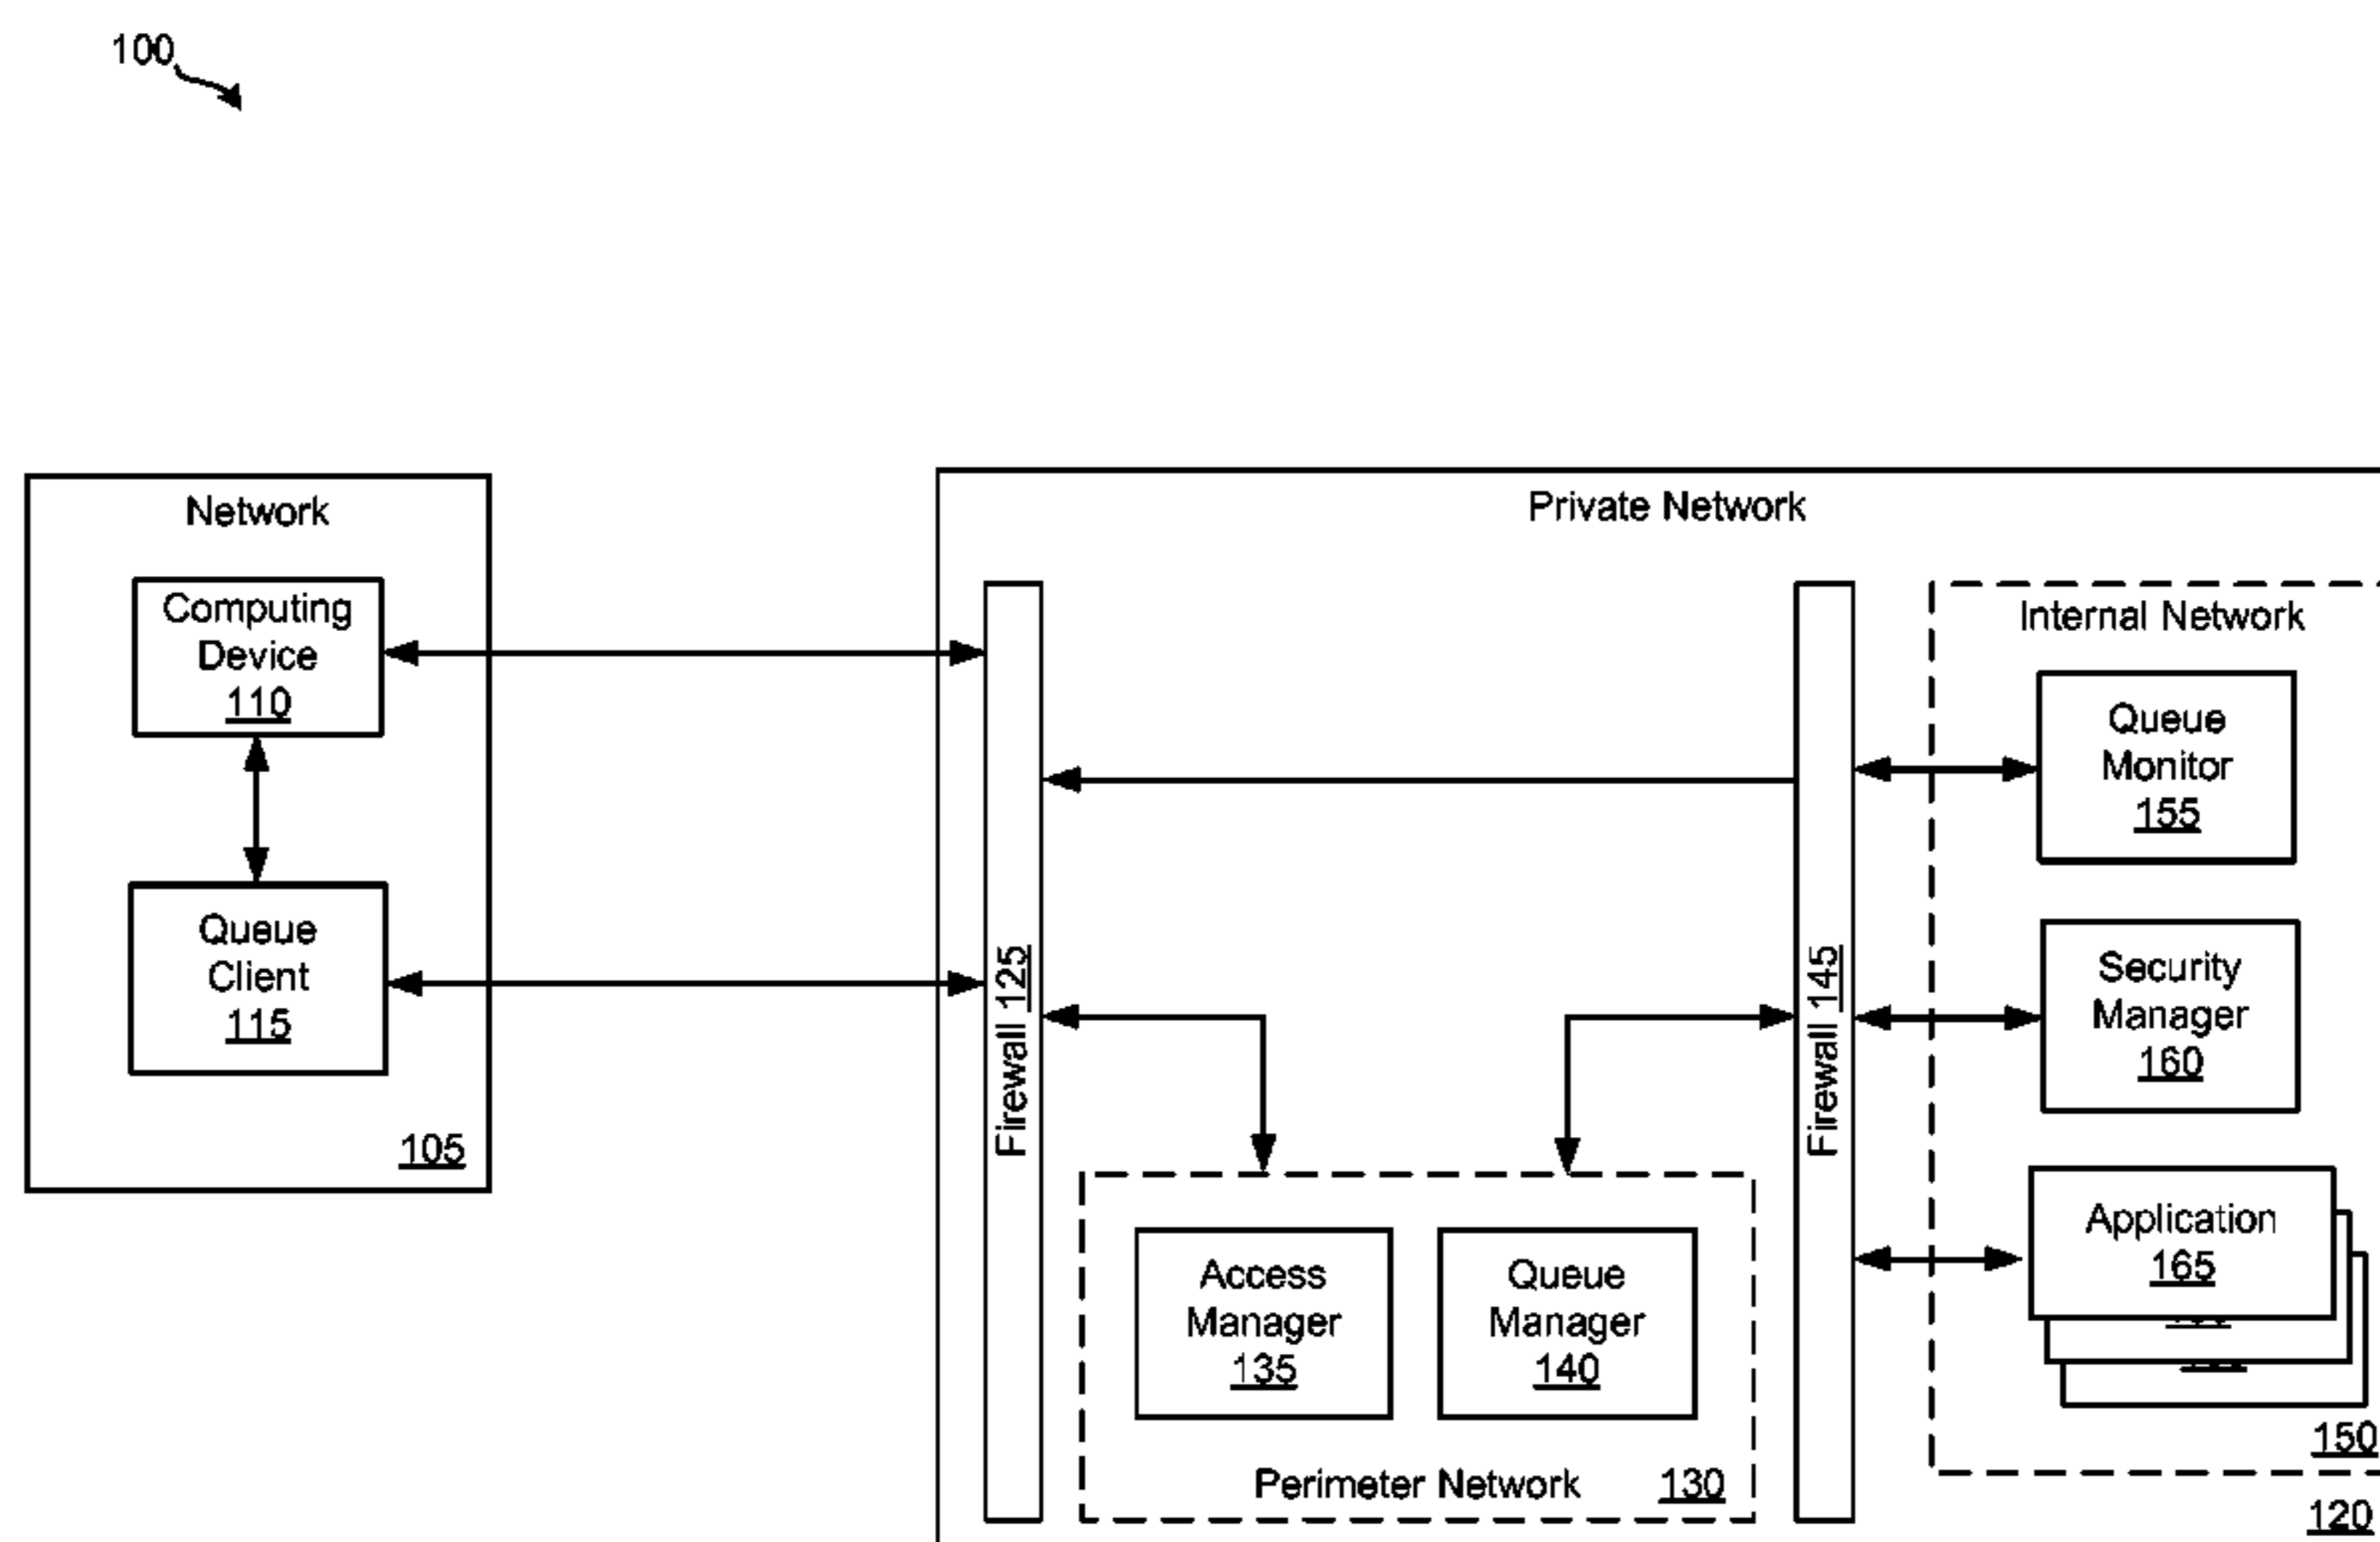 100
Network
Computing
Device
110
Queue
Client
115
105
Private Network
Firewall 125
Access
Manager
135
Queue
Manager
140
Perimeter Network 130
Firewall 145
Internal Network
Queue
Monitor
155
Security
Manager
160
Application
165
150
120